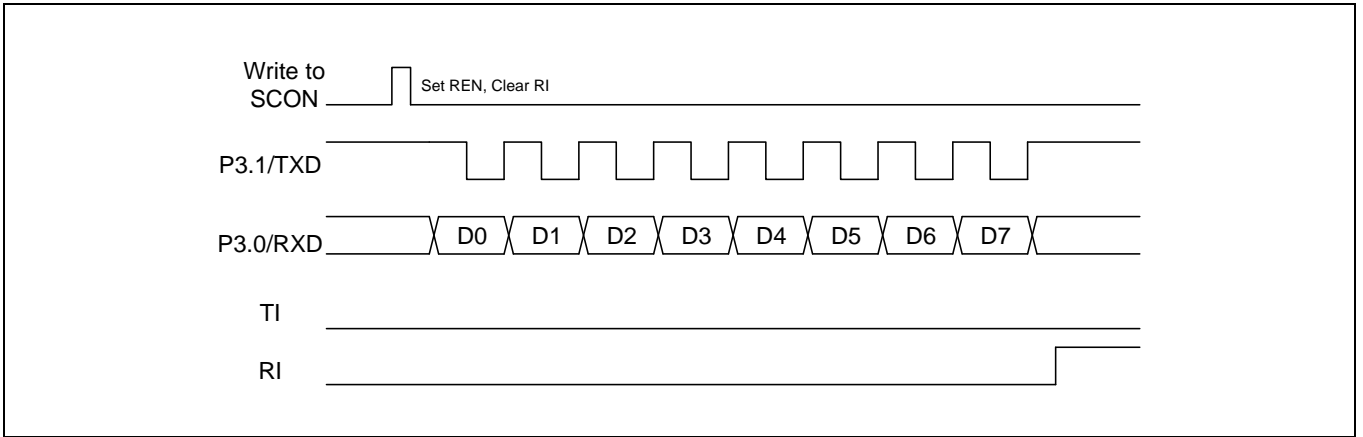 Write to
SCON
Set REN, Clear RI
P3.1/TXD
P3.0/RXD
D0 D1 D2 D3 D4 D5 D6 D7
TI
RI